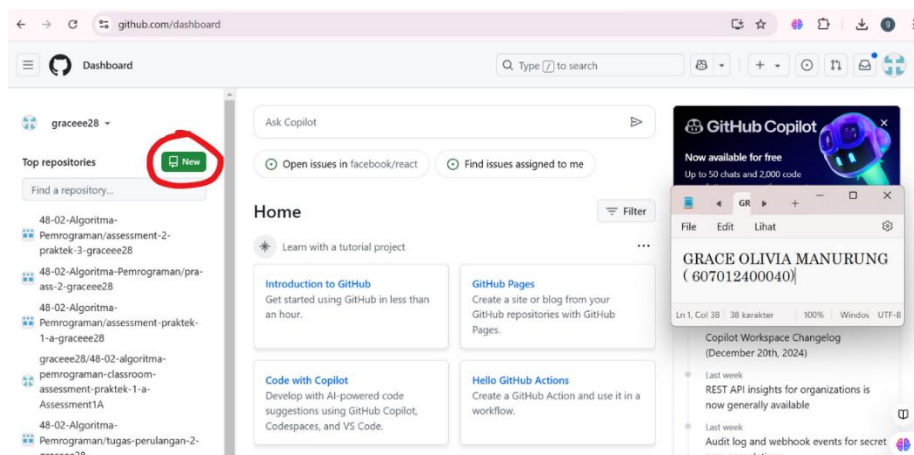 github.com/dashboard
Dashboard
Type / to search
graceee28
Top repositories
New
Find a repository...
48-02-Algoritma-
Pemrograman/assessment-2-
praktek-3-graceee28
48-02-Algoritma-Pemrograman/pra-
ass-2-graceee28
48-02-Algoritma-
Pemrograman/assessment-praktek-
1-a-graceee28
graceee28/48-02-algoritma-
pemrograman-classroom-
assessment-praktek-1-a-
Assessment1A
48-02-Algoritma-
Pemrograman/tugas-perulangan-2-
Ask Copilot
Open issues in facebook/react
Find issues assigned to me
Home
Filter
Learn with a tutorial project
Introduction to GitHub
Get started using GitHub in less than
an hour.
GitHub Pages
Create a site or blog from your
GitHub repositories with GitHub
Pages.
Code with Copilot
Develop with AI-powered code
suggestions using GitHub Copilot,
Codespaces, and VS Code.
Hello GitHub Actions
Create a GitHub Action and use it in a
workflow.
GitHub Copilot
Now available for free
Up to 50 chats and 2,000 code
GR
File Edit Lihat
GRACE OLIVIA MANURUNG
( 607012400040)
Ln 1, Col 38 38 karakter 100% Window UTF-8
Copilot Workspace Changelog
(December 20th, 2024)
Last week
REST API insights for organizations is
now generally available
Last week
Audit log and webhook events for secret